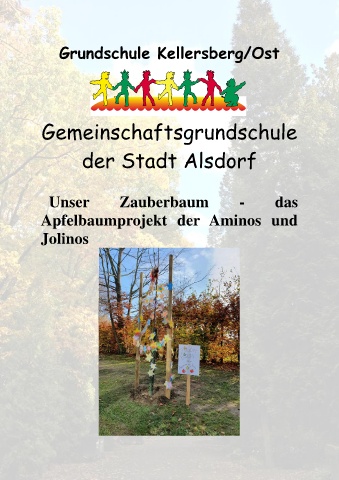 Grundschule Kellersberg/Ost
Gemeinschaftsgrundschule
der Stadt Alsdorf
Unser Zauberbaum - das
Apfelbaumprojekt der Aminos und
Jolinos